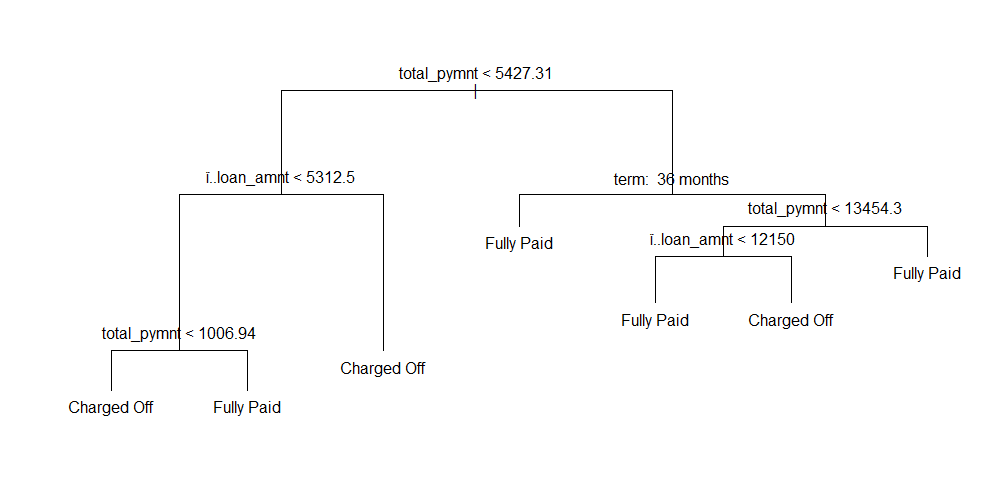 total_pymnt < 5427.31
ï..loan_amnt < 5312.5
term:  36 months
total_pymnt < 13454.3
ï..loan_amnt < 12150
Fully Paid
Fully Paid
Fully Paid
Charged Off
total_pymnt < 1006.94
Charged Off
Charged Off
Fully Paid